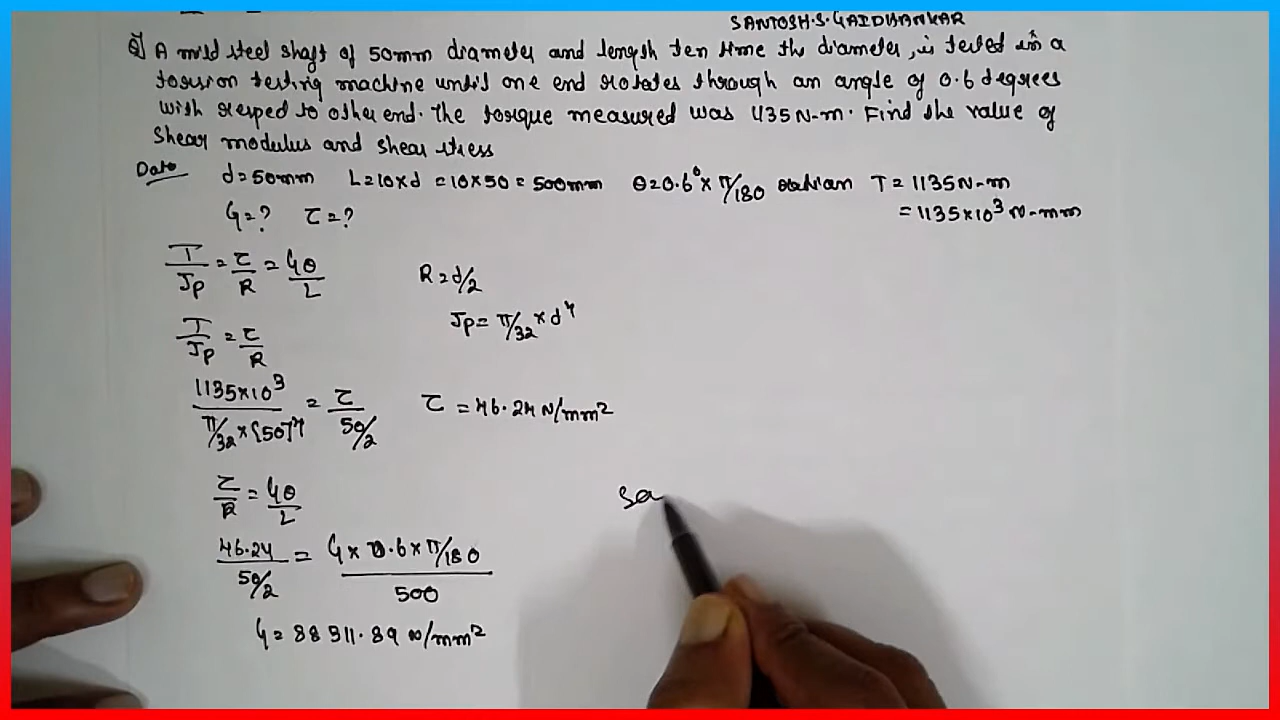 SANTOSH.S.GAIDHANKAR
Q] A mild steel shaft of 50mm diameter and length ten time the diameter, is tested in a
torsion testing machine until one end rotates through an angle of 0.6 degrees
with resped to other end. The torque measured was 1135 N-m. Find the value of
Shear modulus and shear stress
Data d=50mm L=10×d =10×50 = 500mm θ=0.6°×π/180 radian T=1135N-m
=1135×10³ N-mm
G=? τ=?
T/Jp = τ/R = Gθ/L R=d/2
Jp= π/32 × d⁴
T/Jp = τ/R
1135×10³ / π/32 × {50}⁴ = τ / 50/2 τ = 46.24 N/mm²
τ/R = Gθ/L Sa
46.24 / 50/2 = G × 0.6 × π/180 / 500
G = 88311.89 N/mm²